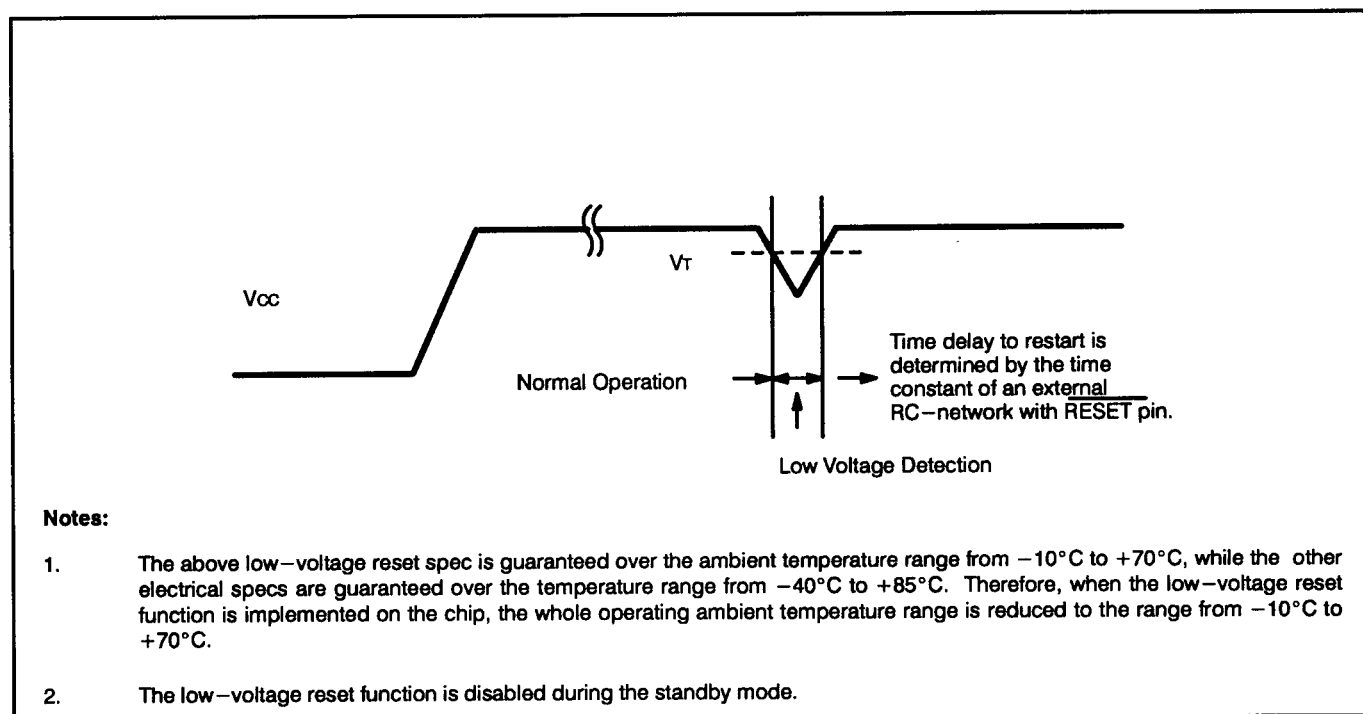 VT
VCC
Time delay to restart is
determined by the time
constant of an external
RC−network with RESET pin.
Normal Operation
Low Voltage Detection
Notes:
1. The above low−voltage reset spec is guaranteed over the ambient temperature range from −10°C to +70°C, while the other
electrical specs are guaranteed over the temperature range from −40°C to +85°C. Therefore, when the low−voltage reset
function is implemented on the chip, the whole operating ambient temperature range is reduced to the range from −10°C to
+70°C.
2. The low−voltage reset function is disabled during the standby mode.